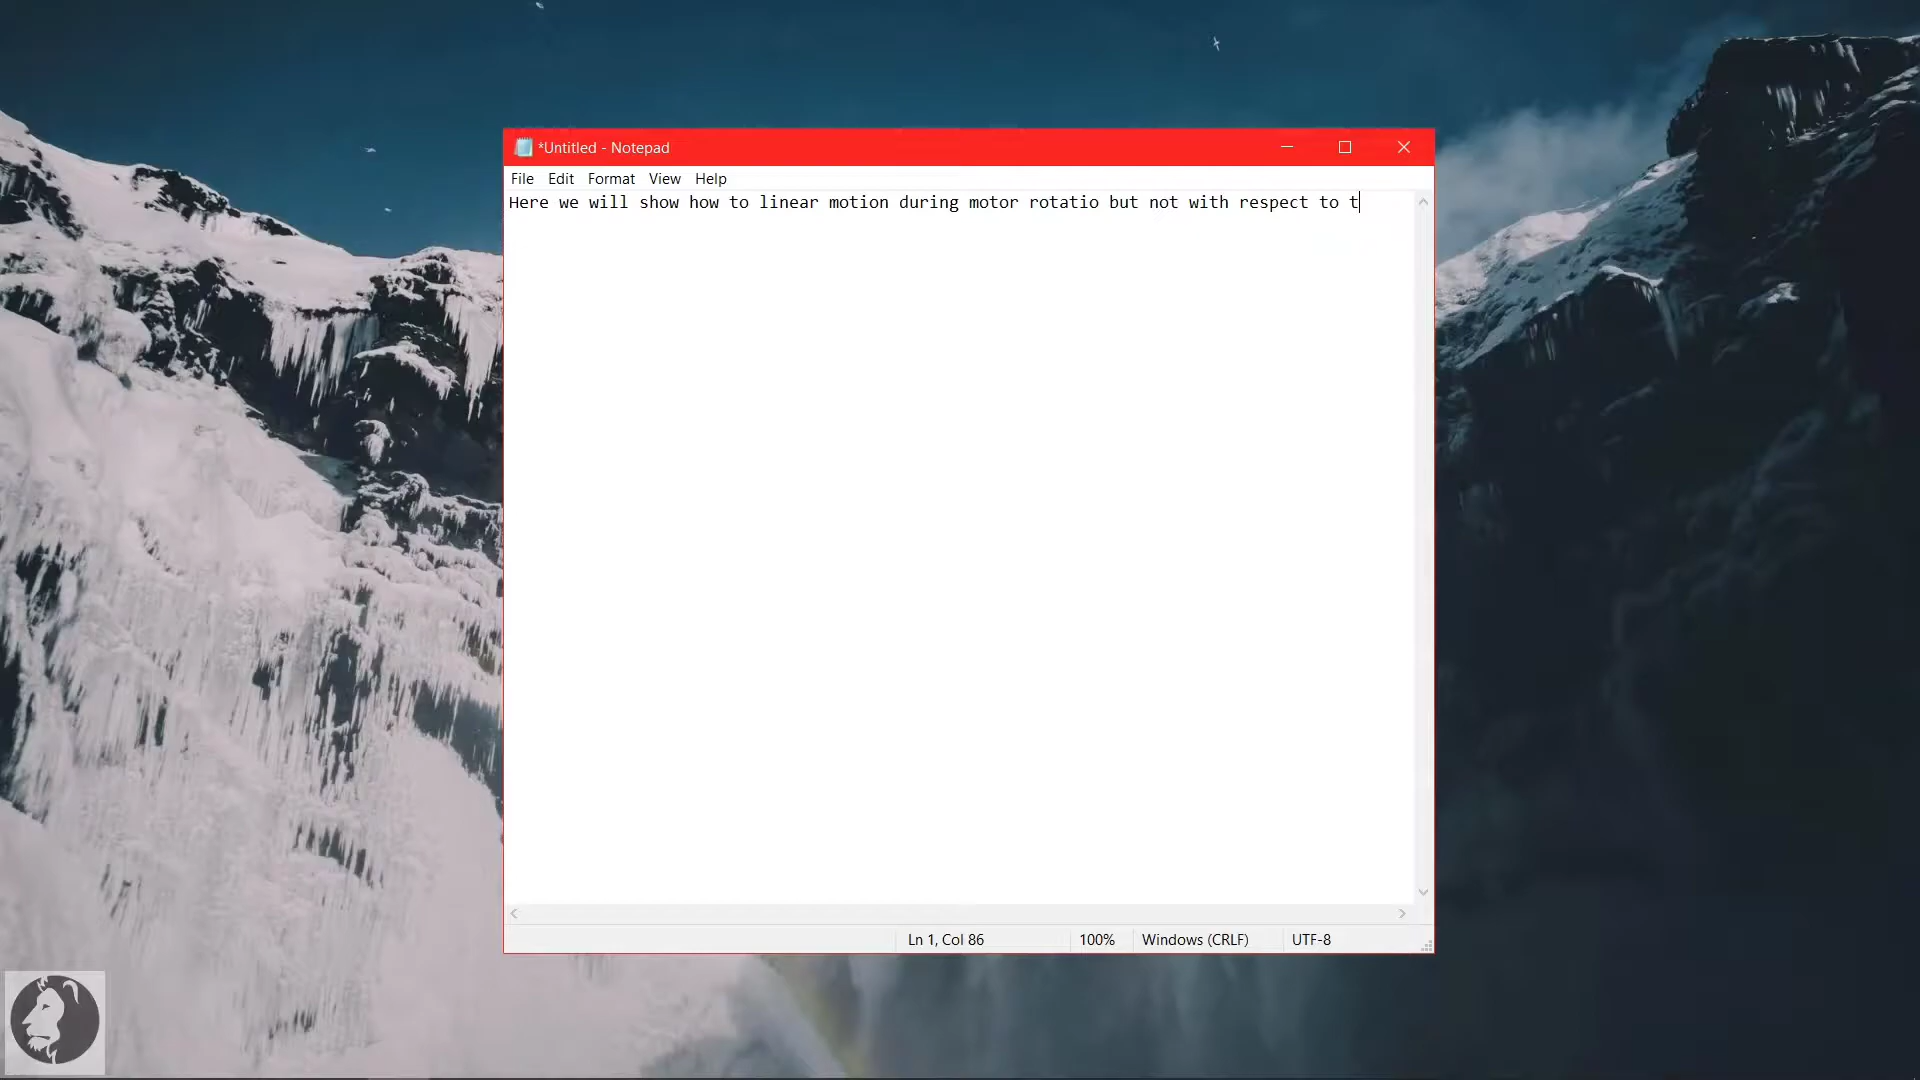 *Untitled - Notepad
File Edit Format View Help
Here we will show how to linear motion during motor rotatio but not with respect to t
Ln 1, Col 86 100% Windows (CRLF) UTF-8